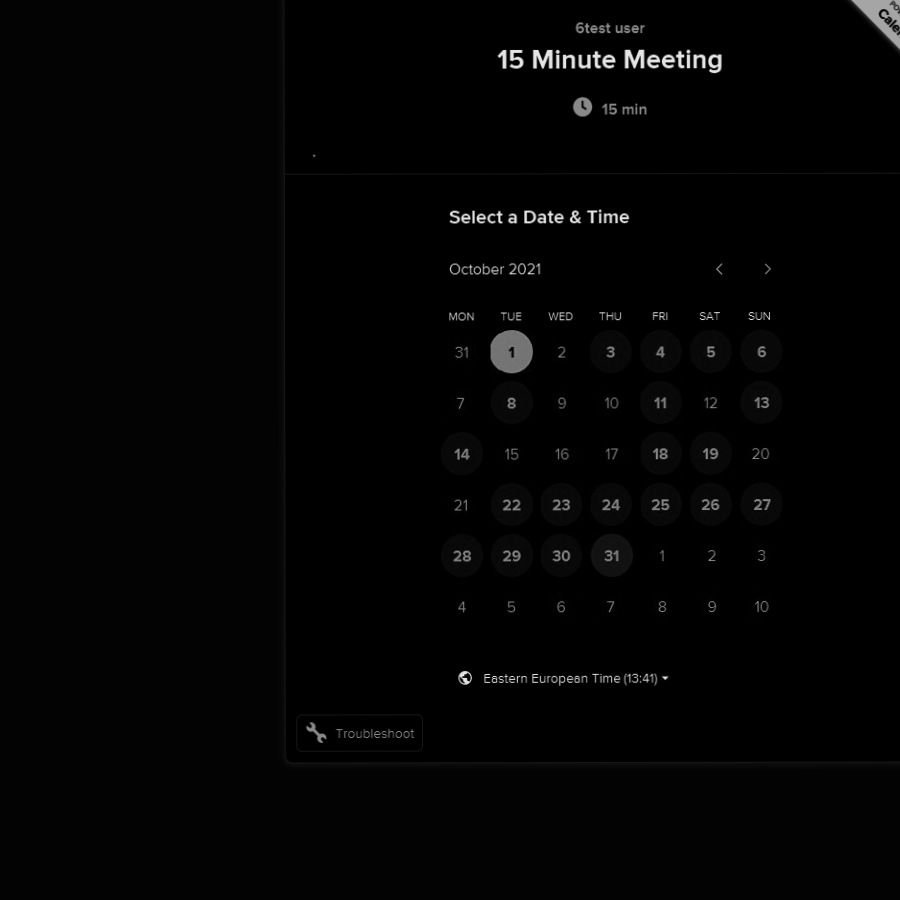 6test user
15 Minute Meeting
15 min
Select a Date & Time
October 2021
MON TUE WED THU FRI SAT SUN
31 1 2 3 4 5 6
7 8 9 10 11 12 13
14 15 16 17 18 19 20
21 22 23 24 25 26 27
28 29 30 31 1 2 3
4 5 6 7 8 9 10
Eastern European Time (13:41)
Troubleshoot